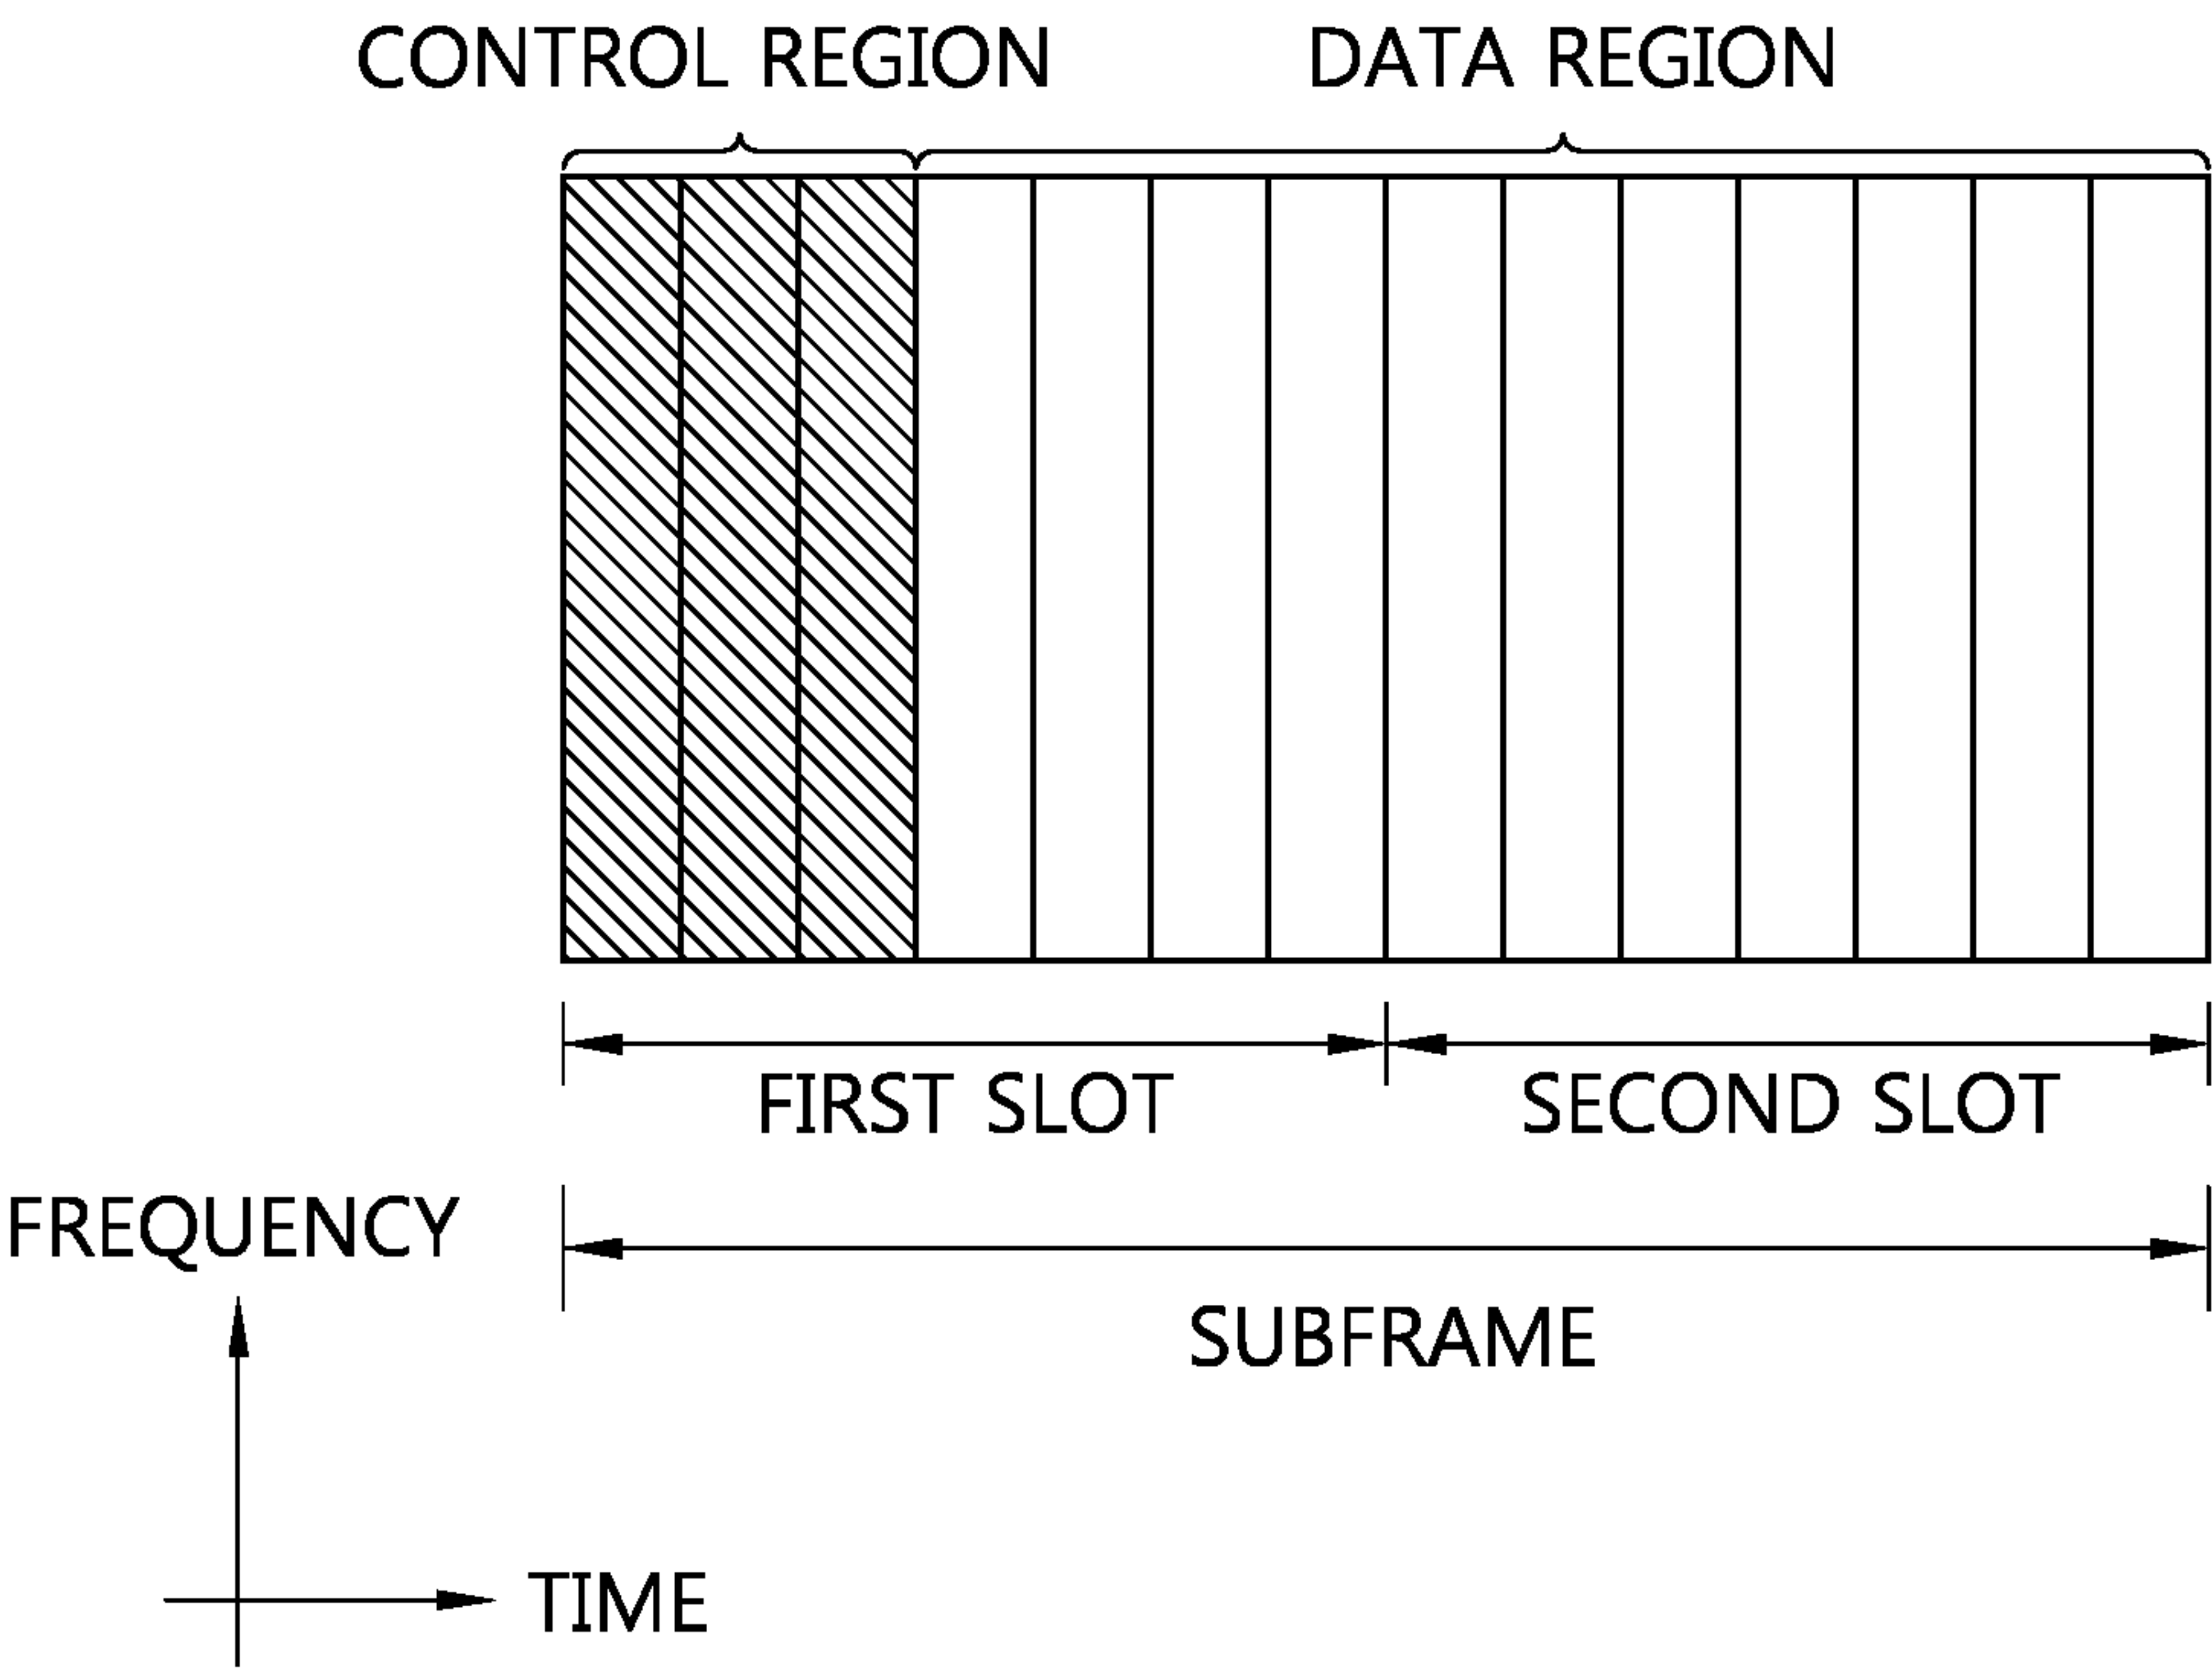 CONTROL REGION
DATA REGION
FIRST SLOT
SECOND SLOT
FREQUENCY
SUBFRAME
TIME